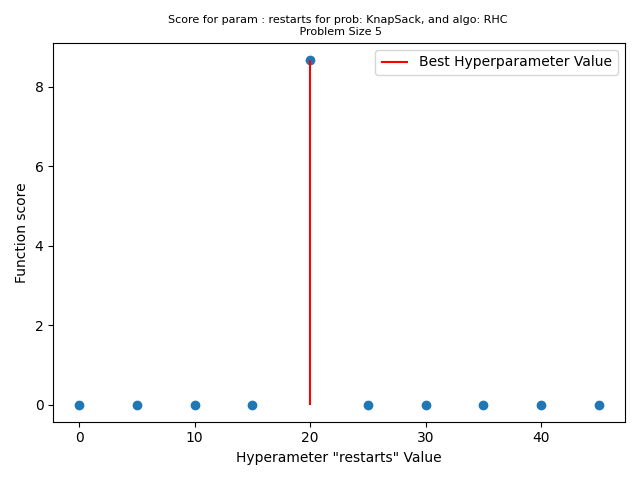 Score for param : restarts for prob: KnapSack, and algo: RHC
Problem Size 5
Best Hyperparameter Value
Function score
8
6
4
2
0
0 10 20 30 40
Hyperameter "restarts" Value